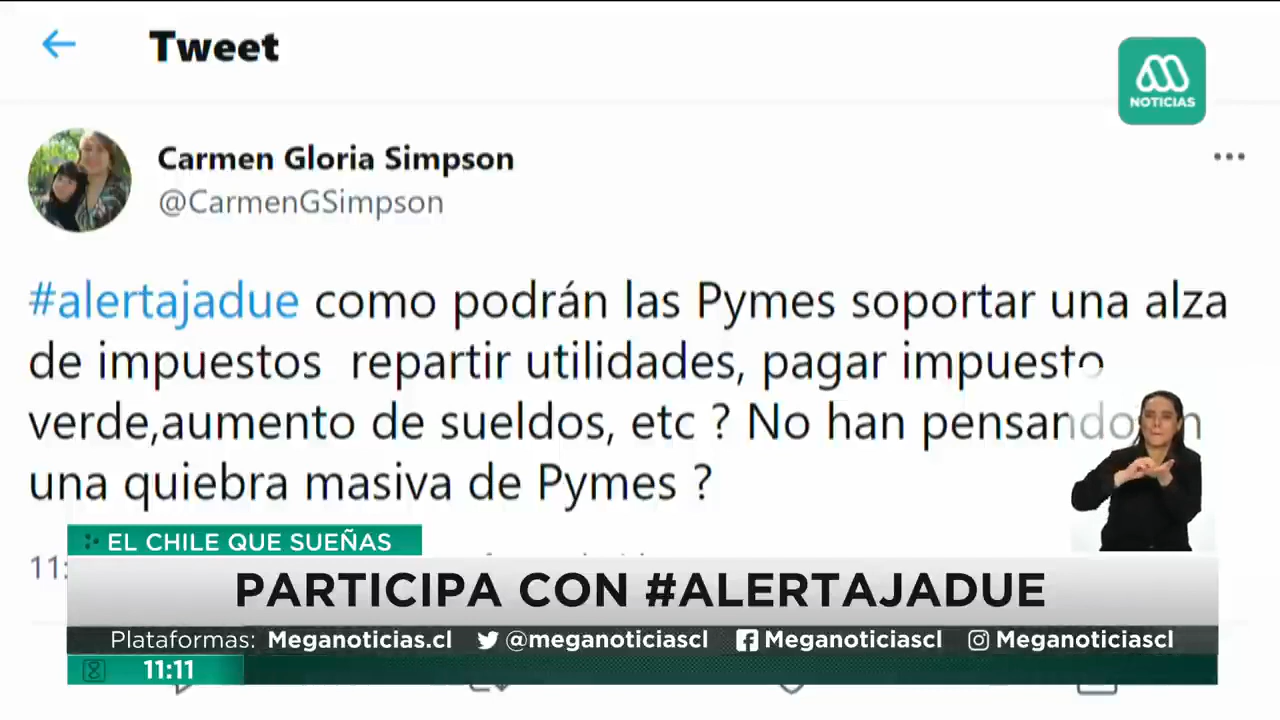 Tweet
NOTICIAS
Carmen Gloria Simpson
@CarmenGSimpson
#alertajadue como podrán las Pymes soportar una alza
de impuestos repartir utilidades, pagar impuesto
verde,aumento de sueldos, etc ? No han pensando
una quiebra masiva de Pymes ?
EL CHILE QUE SUEÑAS
11:
PARTICIPA CON #ALERTAJADUE
Plataformas: Meganoticias.cl @meganoticiascl Meganoticiascl Meganoticiascl
11:11